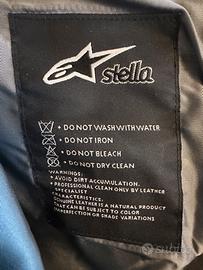 stella
• DO NOT WASH WITH WATER
• DO NOT IRON
• DO NOT BLEACH
• DO NOT DRY CLEAN
WARNINGS:
• AVOID DIRT ACCUMULATION.
• PROFESSIONAL CLEAN ONLY BY LEATHER
SPECIALIST
CHARACTERISTICS:
GENUINE LEATHER IS A NATURAL PRODUCT
THAT CAN BE SUBJECT TO COLOR
IMPERFECTION OR SHADE VARIATIONS
subito